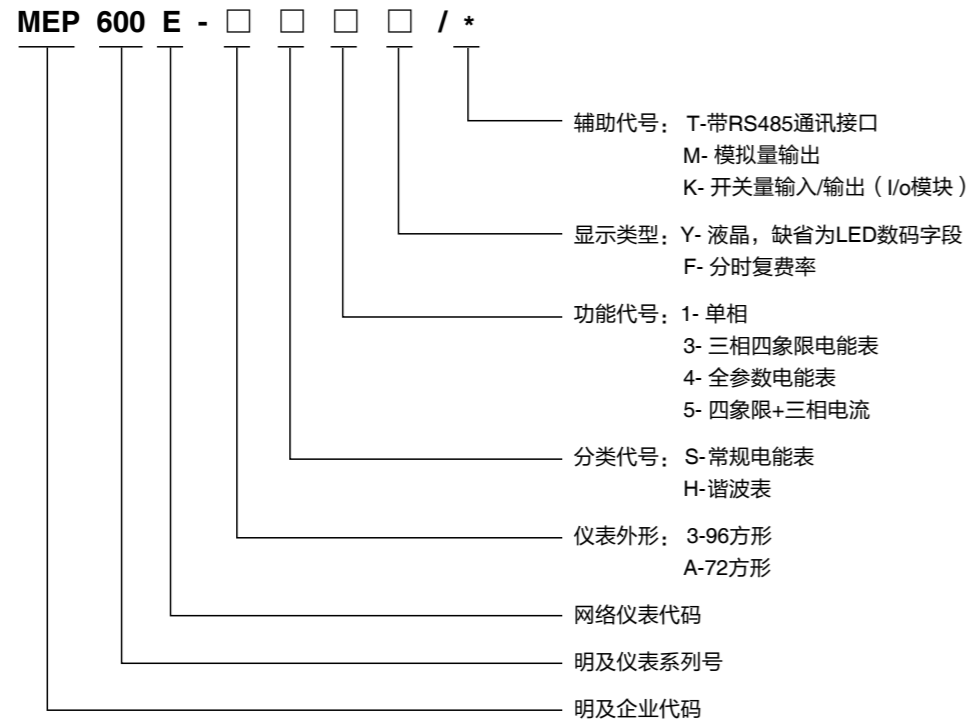 MEP 600 E - □ □ □ □ / *
辅助代号： T-带RS485通讯接口
M- 模拟量输出
K- 开关量输入/输出（I/o模块）
显示类型：Y- 液晶，缺省为LED数码字段
F- 分时复费率
功能代号：1- 单相
3- 三相四象限电能表
4- 全参数电能表
5- 四象限+三相电流
分类代号： S-常规电能表
H-谐波表
仪表外形： 3-96方形
A-72方形
网络仪表代码
明及仪表系列号
明及企业代码